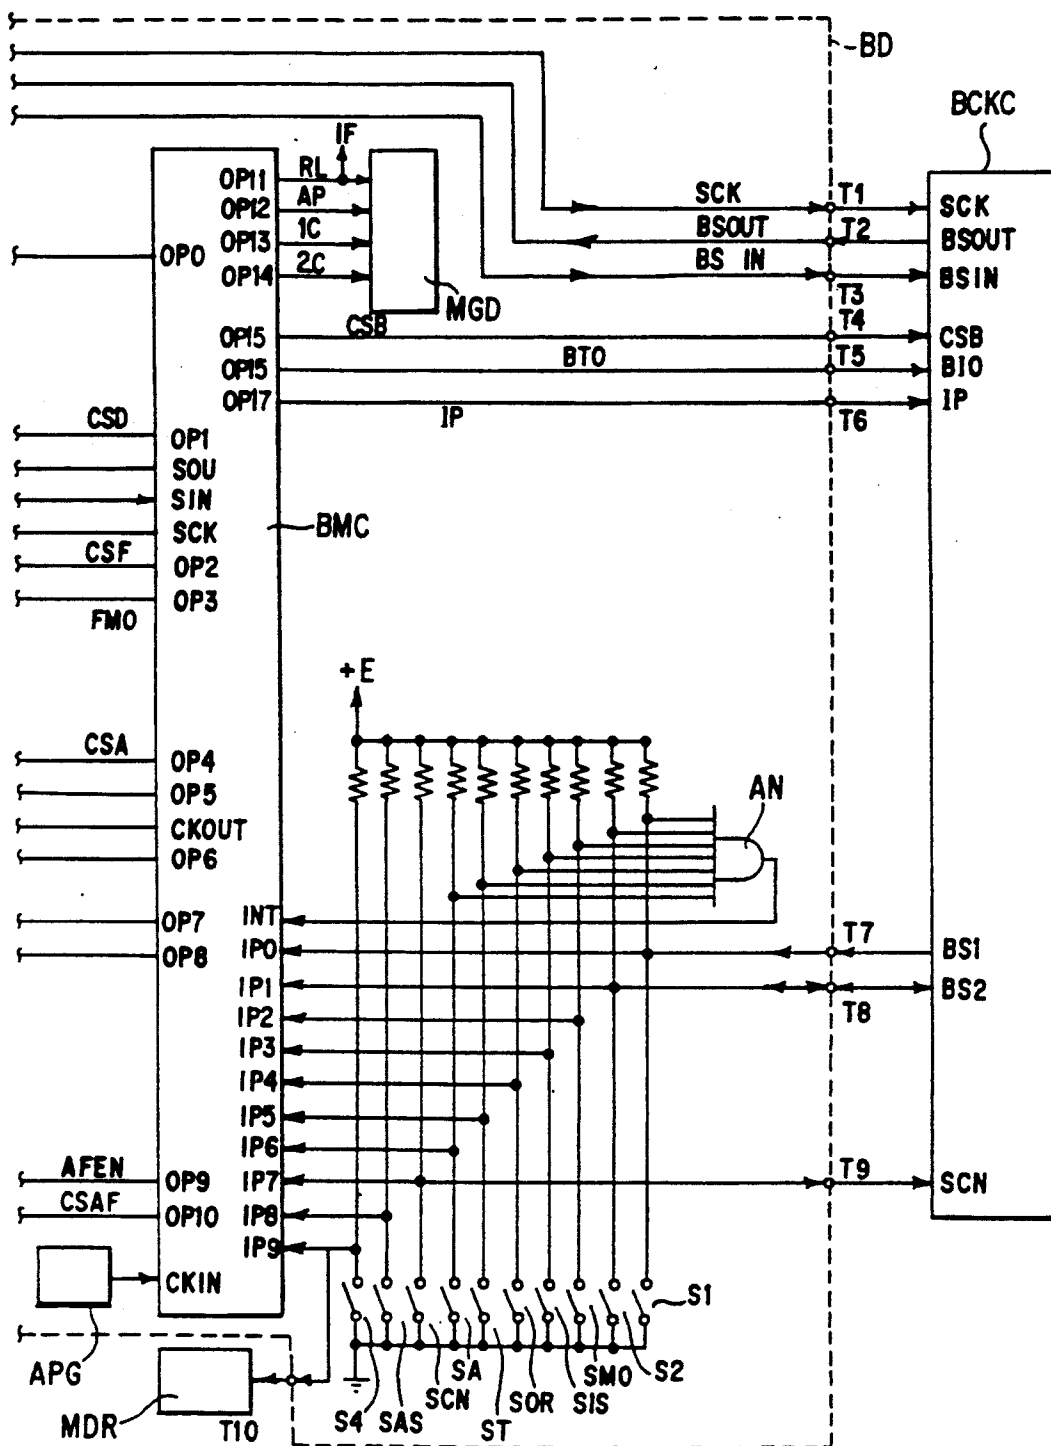 BD
BCKC
IF
OP11 RL
OP12 AP
OP13 1C
OP14 2C
MGD
OP0
SCK T1 SCK
BSOUT T2 BSOUT
BS IN T3 BSIN
OP15 CSB T4 CSB
OP15 BTO T5 BIO
OP17 IP T6 IP
CSD OP1
SOU
SIN
SCK
BMC
CSF OP2
FMO OP3
+E
CSA OP4
OP5
CKOUT
OP6
AN
OP7 INT
OP8 IP0 T7 BS1
IP1 T8 BS2
IP2
IP3
IP4
IP5
IP6
AFEN OP9 IP7 T9 SCN
CSAF OP10 IP8
IP9
CKIN
S1
APG
MDR
T10
S4 SAS SCN SA ST SOR SIS SMO S2